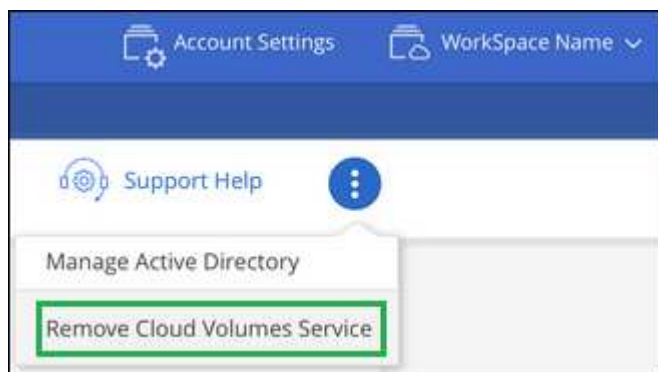 Account Settings
WorkSpace Name
Support Help
Manage Active Directory
Remove Cloud Volumes Service